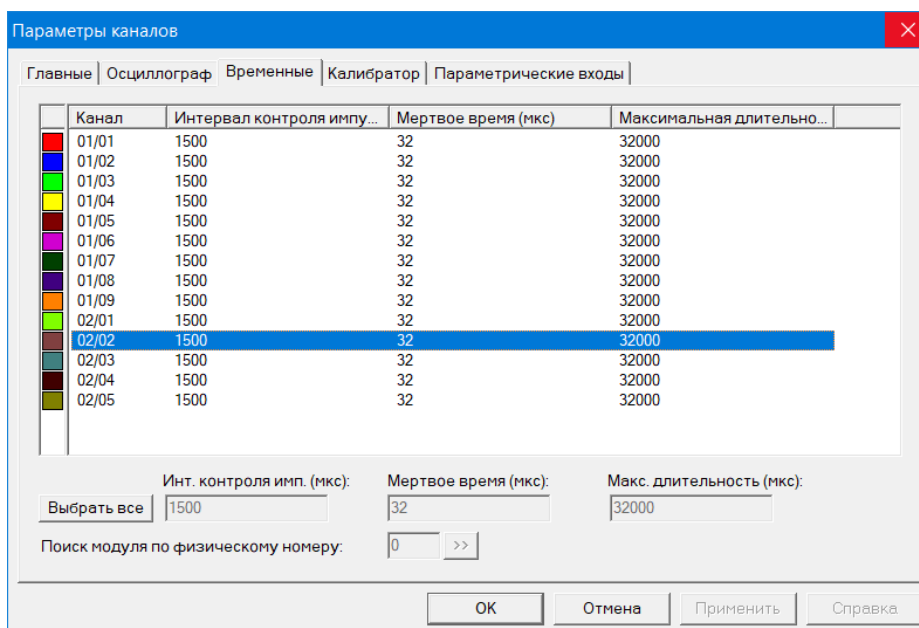 Параметры каналов
Главные Осциллограф Временные Калибратор Параметрические входы
Канал Интервал контроля импу... Мертвое время (мкс) Максимальная длительно...
01/01 1500 32 32000
01/02 1500 32 32000
01/03 1500 32 32000
01/04 1500 32 32000
01/05 1500 32 32000
01/06 1500 32 32000
01/07 1500 32 32000
01/08 1500 32 32000
01/09 1500 32 32000
02/01 1500 32 32000
02/02 1500 32 32000
02/03 1500 32 32000
02/04 1500 32 32000
02/05 1500 32 32000
Инт. контроля имп. (мкс): Мертвое время (мкс): Макс. длительность (мкс):
Выбрать все 1500 32 32000
Поиск модуля по физическому номеру: 0 >>
OK Отмена Применить Справка